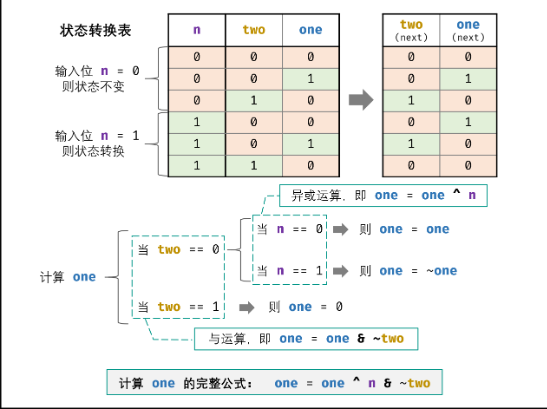 状态转换表
n two one
two (next) one (next)
输入位 n = 0
则状态不变
0 0 0 0 0
0 0 1 0 1
0 1 0 1 0
输入位 n = 1
则状态转换
1 0 0 0 1
1 0 1 1 0
1 1 0 0 0
异或运算，即 one = one ^ n
当 two == 0
当 n == 0 则 one = one
当 n == 1 则 one = ~one
计算 one
当 two == 1 则 one = 0
与运算，即 one = one & ~two
计算 one 的完整公式： one = one ^ n & ~two